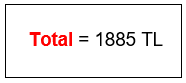 Total = 1885 TL